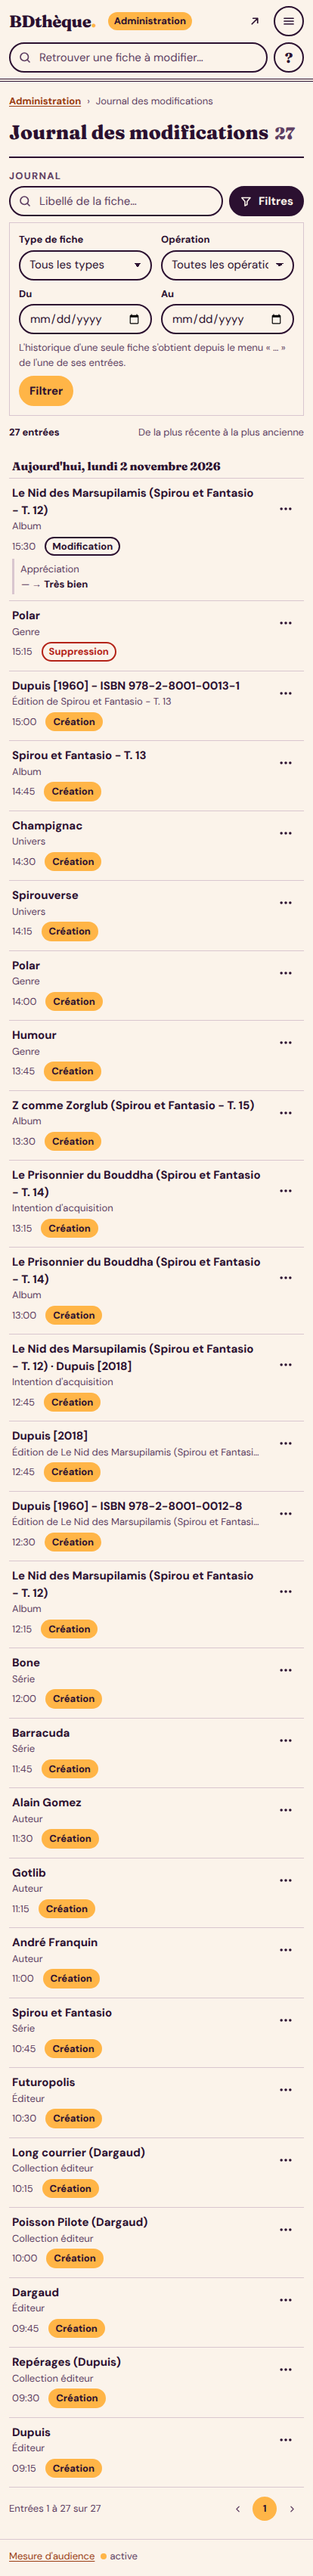 BDthèque. Administration
Retrouver une fiche à modifier... ?
Administration › Journal des modifications
Journal des modifications 27
JOURNAL
Libellé de la fiche... Filtres
Type de fiche Opération
Tous les types Toutes les opératic
Du Au
mm/dd/yyyy mm/dd/yyyy
L'historique d'une seule fiche s'obtient depuis le menu « ... »
de l'une de ses entrées.
Filtrer
27 entrées De la plus récente à la plus ancienne
Aujourd'hui, lundi 2 novembre 2026
Le Nid des Marsupilamis (Spirou et Fantasio
- T. 12)
Album
15:30 Modification
Appréciation
— → Très bien
Polar
Genre
15:15 Suppression
Dupuis [1960] - ISBN 978-2-8001-0013-1
Édition de Spirou et Fantasio - T. 13
15:00 Création
Spirou et Fantasio - T. 13
Album
14:45 Création
Champignac
Univers
14:30 Création
Spirouverse
Univers
14:15 Création
Polar
Genre
14:00 Création
Humour
Genre
13:45 Création
Z comme Zorglub (Spirou et Fantasio - T. 15)
Album
13:30 Création
Le Prisonnier du Bouddha (Spirou et Fantasio
- T. 14)
Intention d'acquisition
13:15 Création
Le Prisonnier du Bouddha (Spirou et Fantasio
- T. 14)
Album
13:00 Création
Le Nid des Marsupilamis (Spirou et Fantasio
- T. 12) · Dupuis [2018]
Intention d'acquisition
12:45 Création
Dupuis [2018]
Édition de Le Nid des Marsupilamis (Spirou et Fantasi...
12:45 Création
Dupuis [1960] - ISBN 978-2-8001-0012-8
Édition de Le Nid des Marsupilamis (Spirou et Fantasi...
12:30 Création
Le Nid des Marsupilamis (Spirou et Fantasio
- T. 12)
Album
12:15 Création
Bone
Série
12:00 Création
Barracuda
Série
11:45 Création
Alain Gomez
Auteur
11:30 Création
Gotlib
Auteur
11:15 Création
André Franquin
Auteur
11:00 Création
Spirou et Fantasio
Série
10:45 Création
Futuropolis
Éditeur
10:30 Création
Long courrier (Dargaud)
Collection éditeur
10:15 Création
Poisson Pilote (Dargaud)
Collection éditeur
10:00 Création
Dargaud
Éditeur
09:45 Création
Repérages (Dupuis)
Collection éditeur
09:30 Création
Dupuis
Éditeur
09:15 Création
Entrées 1 à 27 sur 27 ‹ 1 ›
Mesure d'audience active